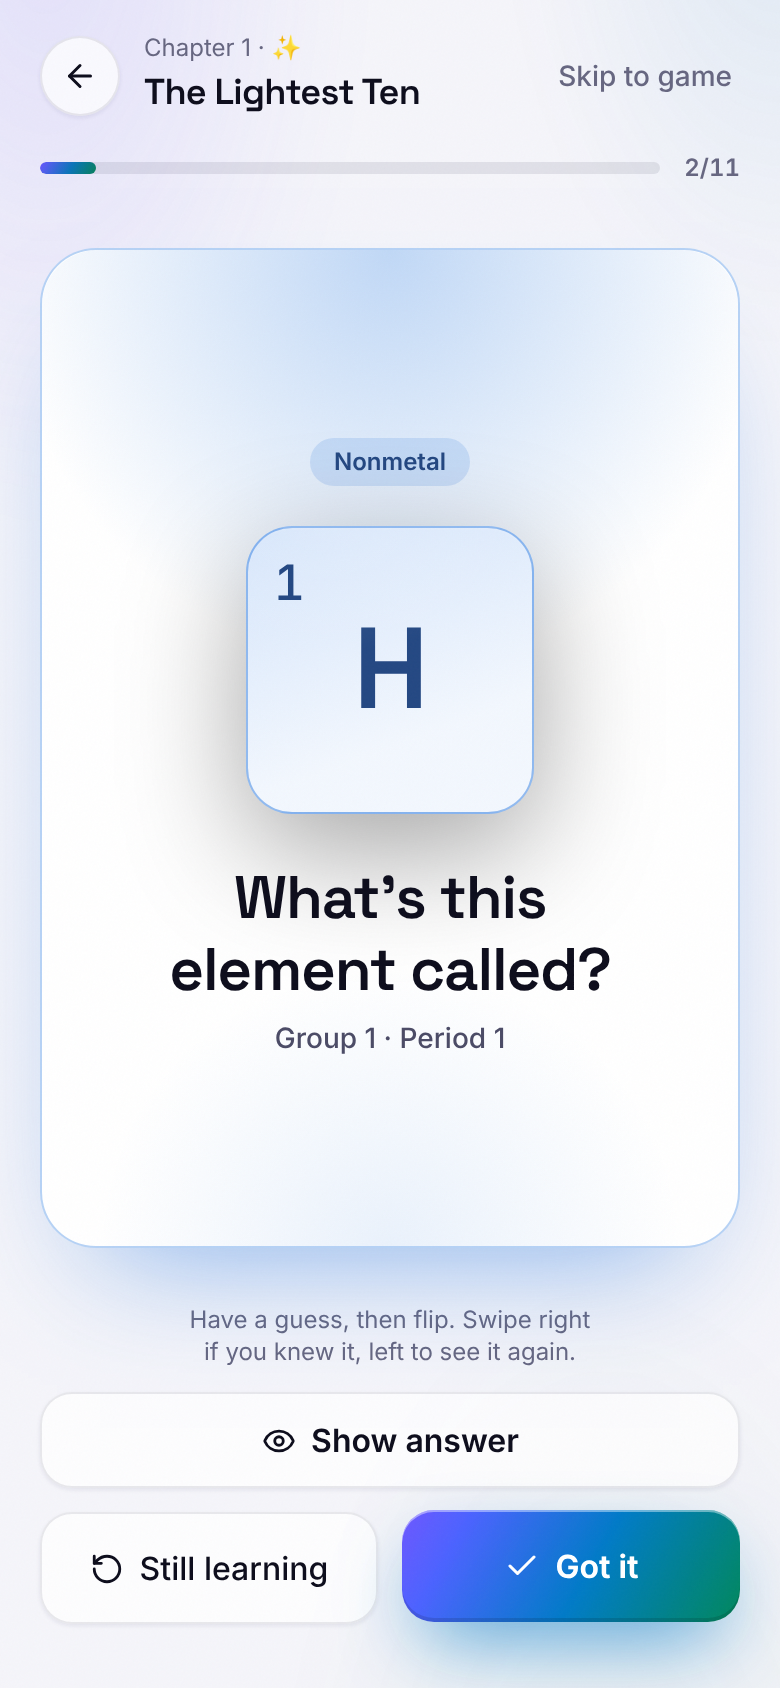 Chapter 1 · ✨
The Lightest Ten
Skip to game
2/11
Nonmetal
1
H
What's this
element called?
Group 1 · Period 1
Have a guess, then flip. Swipe right
if you knew it, left to see it again.
Show answer
Still learning
Got it